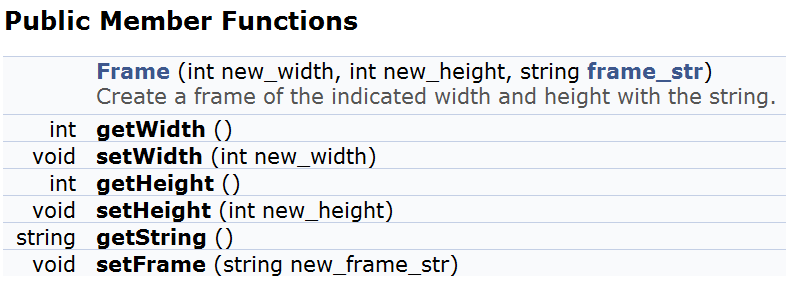 Public Member Functions
Frame (int new_width, int new_height, string frame_str)
Create a frame of the indicated width and height with the string.
int getWidth ()
void setWidth (int new_width)
int getHeight ()
void setHeight (int new_height)
string getString ()
void setFrame (string new_frame_str)